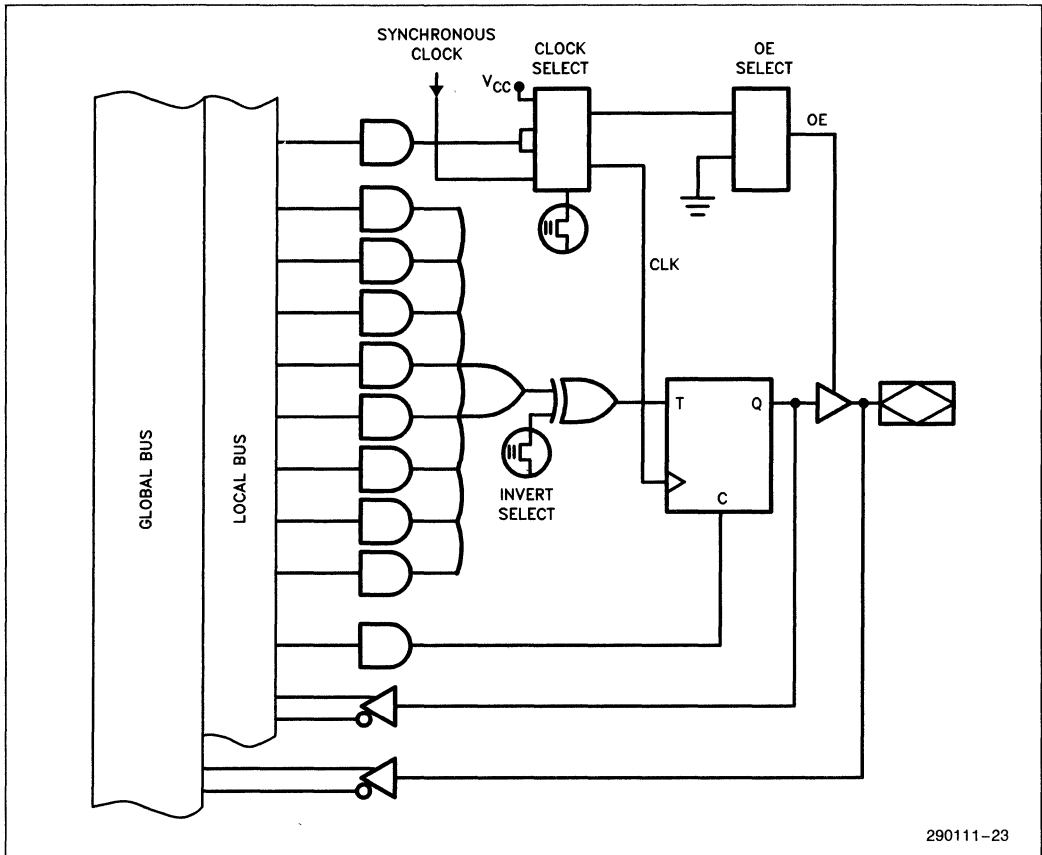 SYNCHRONOUS
CLOCK
CLOCK
SELECT
OE
SELECT
VCC
OE
CLK
GLOBAL BUS
LOCAL BUS
T
Q
C
INVERT
SELECT
290111–23